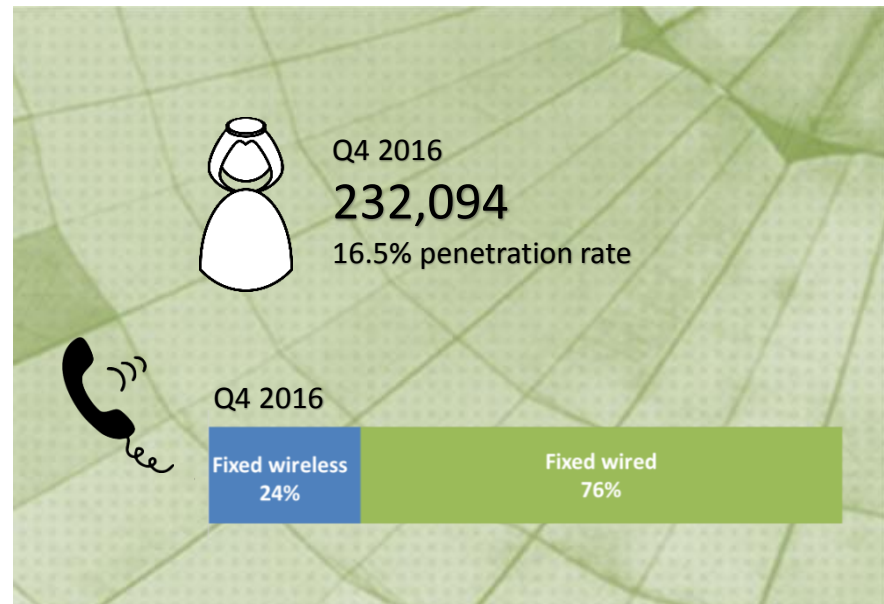 Q4 2016
232,094
16.5% penetration rate
Q4 2016
Fixed wireless
24%
Fixed wired
76%